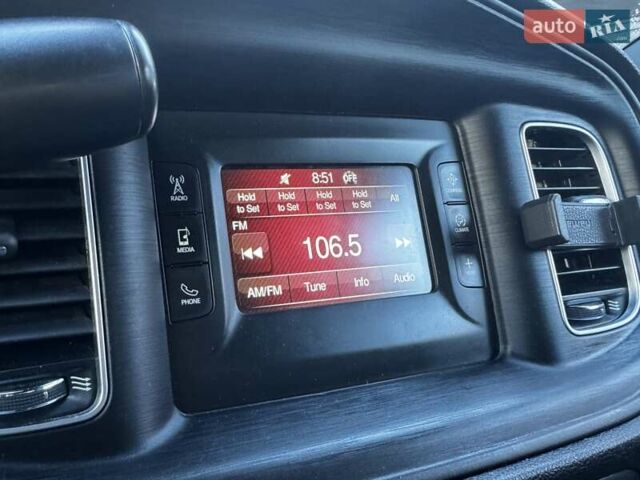 auto RIA
8:51 OFF
Hold to Set Hold to Set Hold to Set Hold to Set All
FM
106.5
AM/FM Tune Info Audio
RADIO
MEDIA
PHONE
CLIMATE